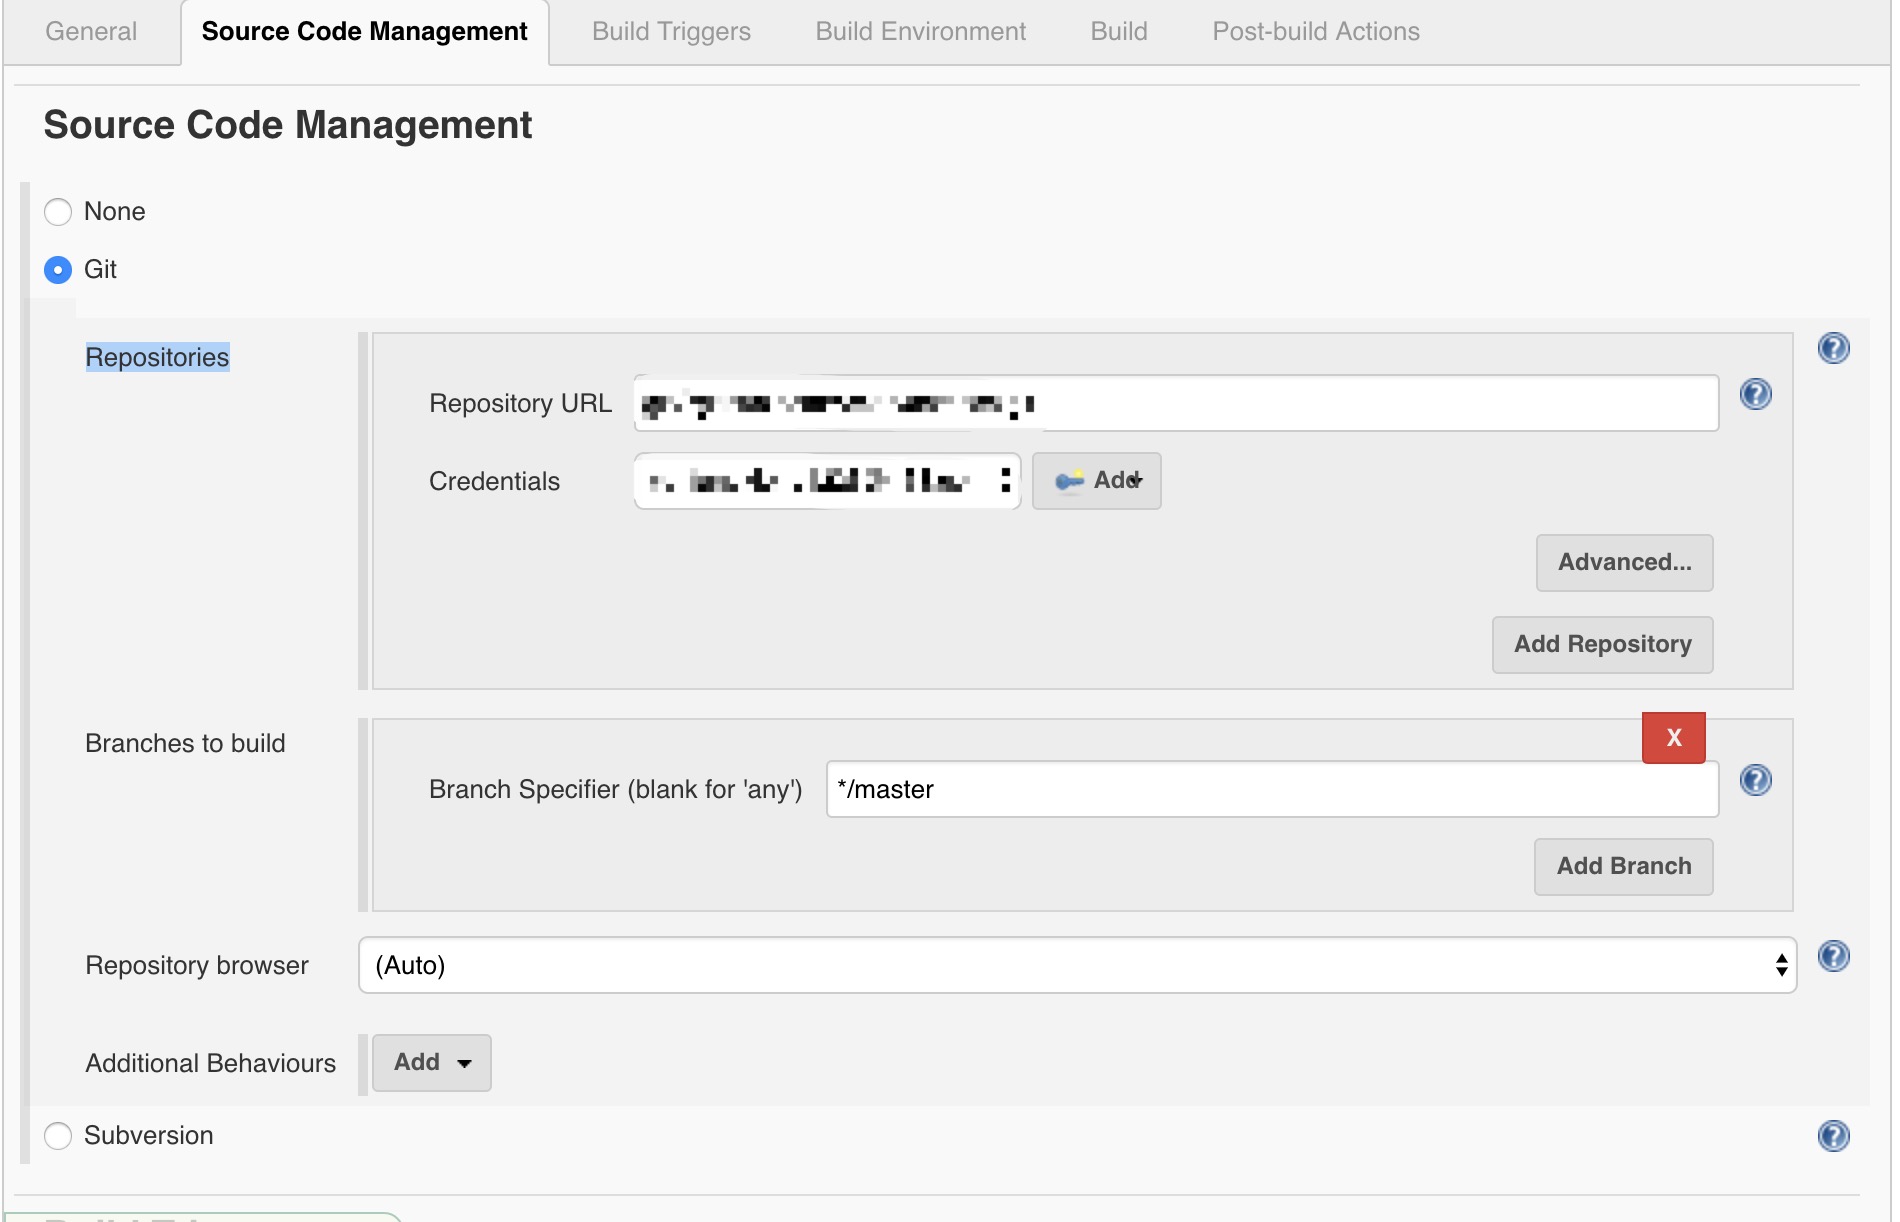 General Source Code Management Build Triggers Build Environment Build Post-build Actions
Source Code Management
None
Git
Repositories
Repository URL
Credentials Add
Advanced...
Add Repository
Branches to build
X
Branch Specifier (blank for 'any') */master
Add Branch
Repository browser (Auto)
Additional Behaviours Add
Subversion